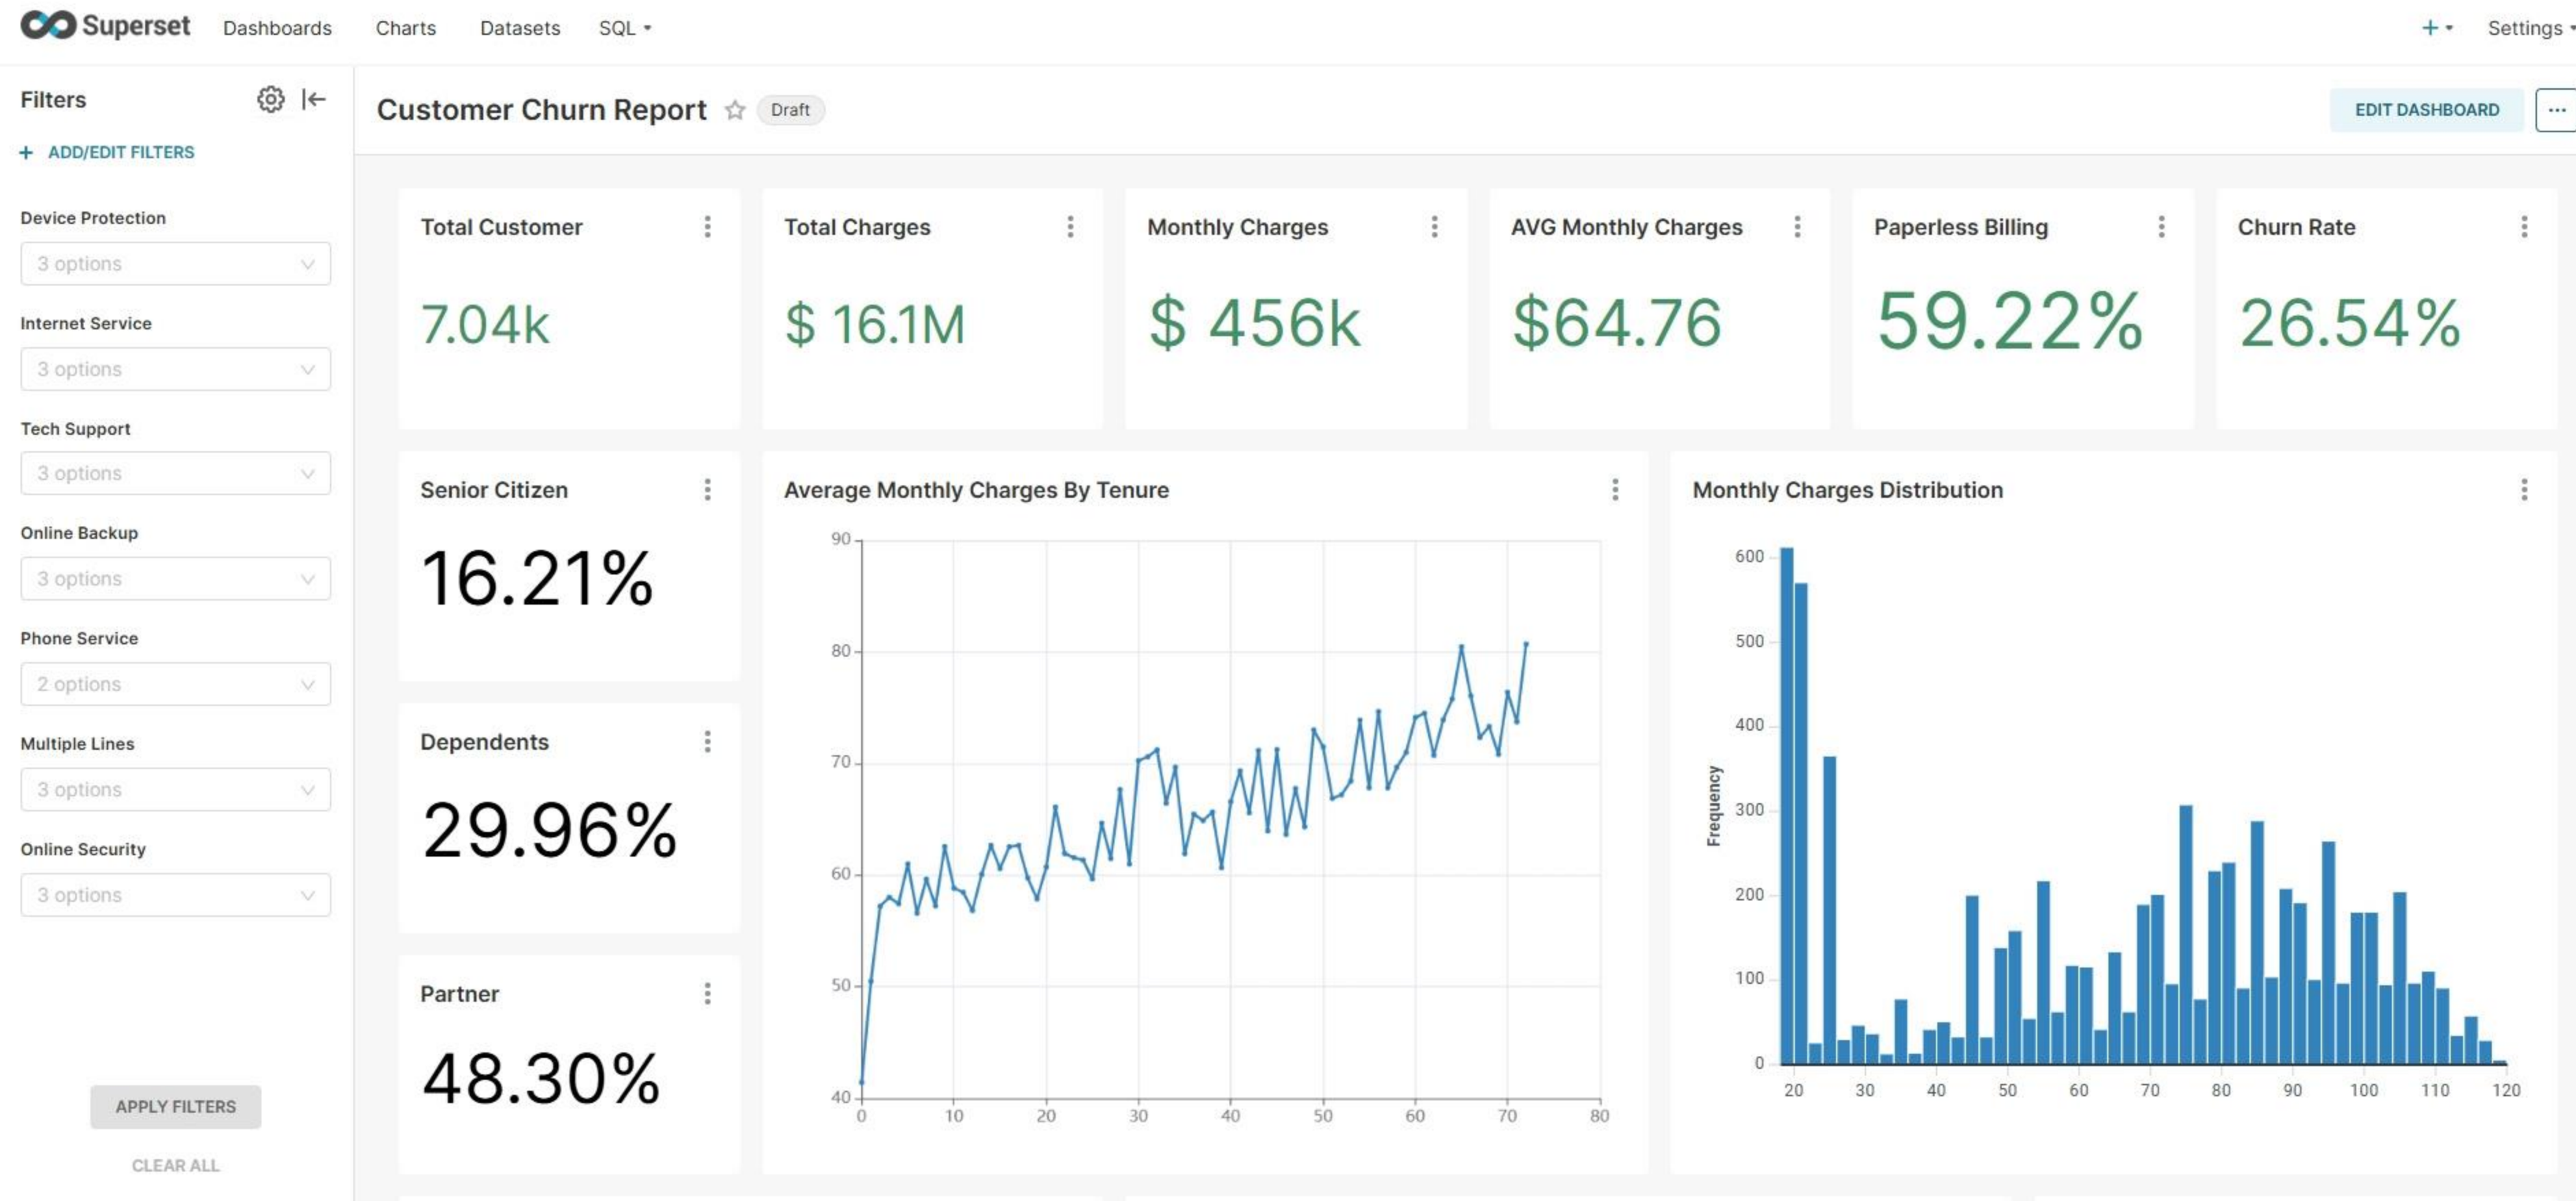 Superset Dashboards Charts Datasets SQL + Settings
Filters
+ ADD/EDIT FILTERS
Device Protection
3 options
Internet Service
3 options
Tech Support
3 options
Online Backup
3 options
Phone Service
2 options
Multiple Lines
3 options
Online Security
3 options
APPLY FILTERS
CLEAR ALL
Customer Churn Report Draft
EDIT DASHBOARD ...
Total Customer
7.04k
Total Charges
$ 16.1M
Monthly Charges
$ 456k
AVG Monthly Charges
$64.76
Paperless Billing
59.22%
Churn Rate
26.54%
Senior Citizen
16.21%
Dependents
29.96%
Partner
48.30%
Average Monthly Charges By Tenure
90
80
70
60
50
40
0 10 20 30 40 50 60 70 80
Monthly Charges Distribution
Frequency
600
500
400
300
200
100
0
20 30 40 50 60 70 80 90 100 110 120